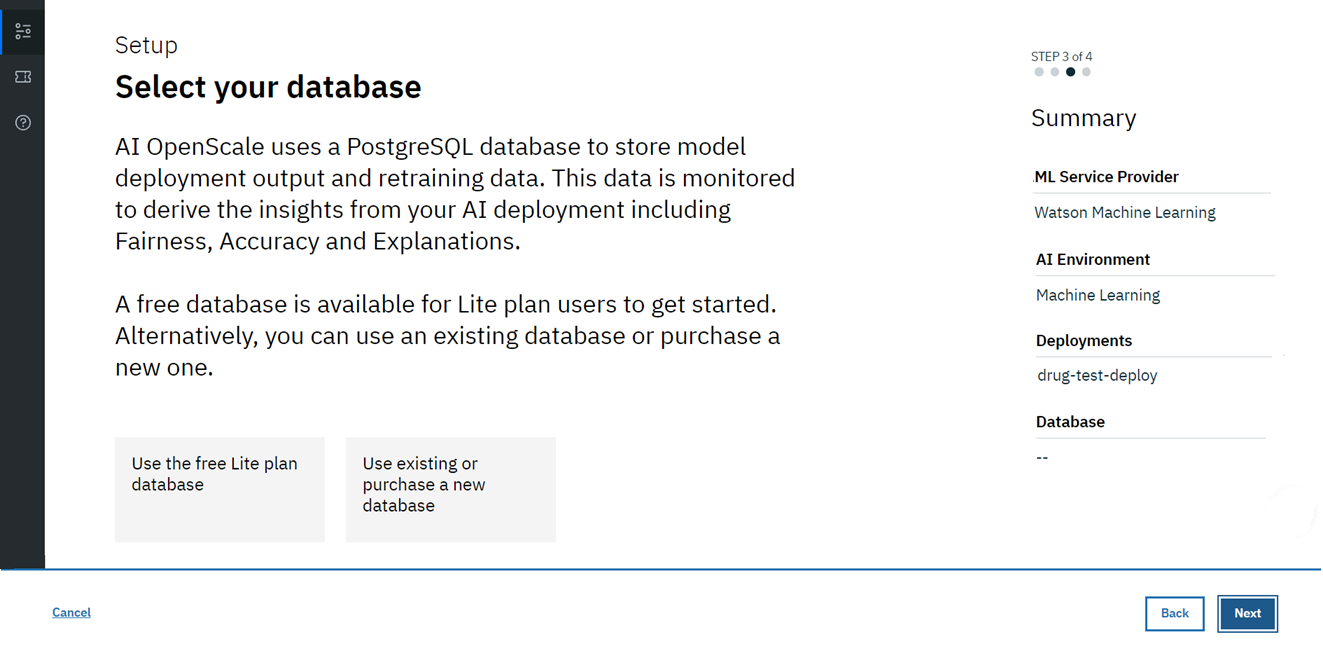 Setup
Select your database
AI OpenScale uses a PostgreSQL database to store model
deployment output and retraining data. This data is monitored
to derive the insights from your AI deployment including
Fairness, Accuracy and Explanations.
A free database is available for Lite plan users to get started.
Alternatively, you can use an existing database or purchase a
new one.
Use the free Lite plan
database
Use existing or
purchase a new
database
STEP 3 of 4
Summary
ML Service Provider
Watson Machine Learning
AI Environment
Machine Learning
Deployments
drug-test-deploy
Database
--
Cancel
Back
Next